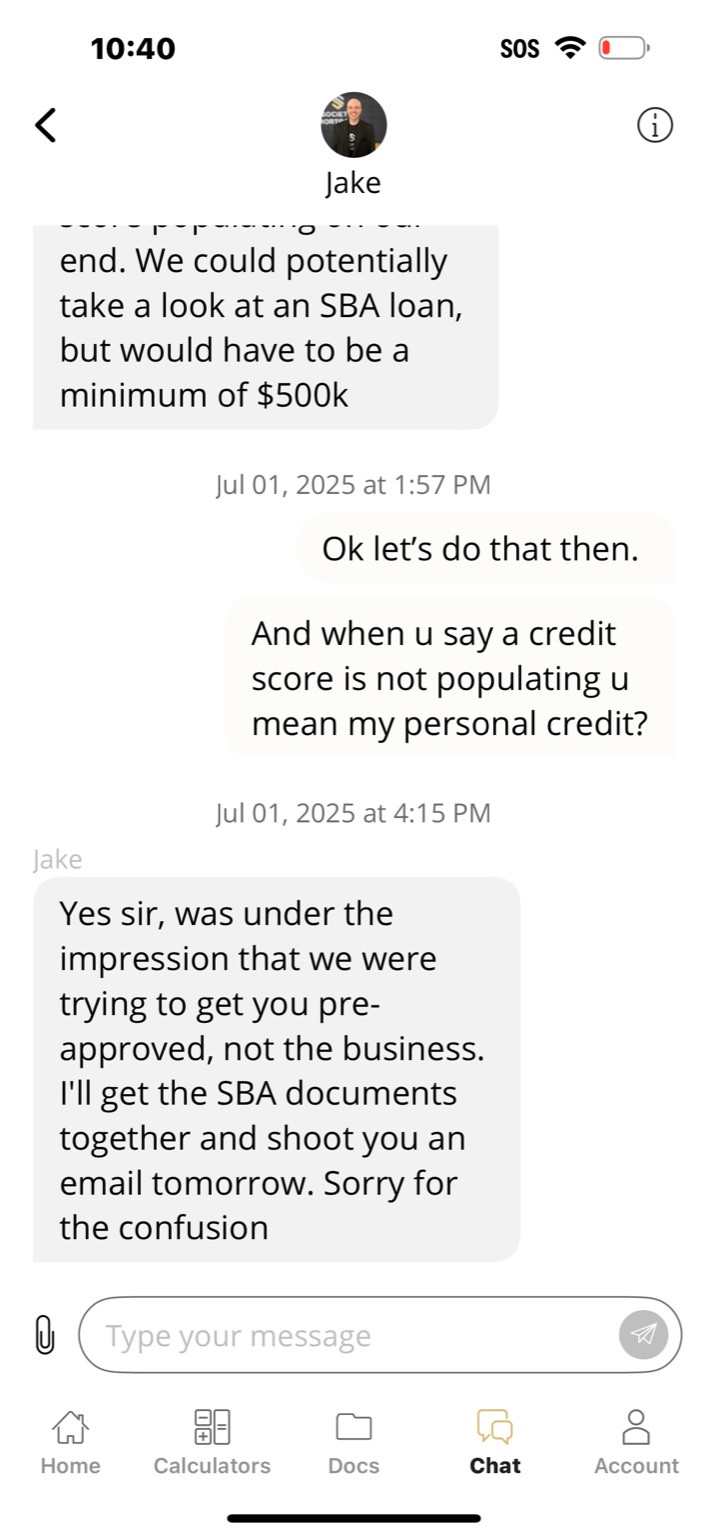 10:40
SOS
Jake
end. We could potentially
take a look at an SBA loan,
but would have to be a
minimum of $500k
Jul 01, 2025 at 1:57 PM
Ok let’s do that then.
And when u say a credit
score is not populating u
mean my personal credit?
Jul 01, 2025 at 4:15 PM
Jake
Yes sir, was under the
impression that we were
trying to get you pre-
approved, not the business.
I'll get the SBA documents
together and shoot you an
email tomorrow. Sorry for
the confusion
Type your message
Home
Calculators
Docs
Chat
Account